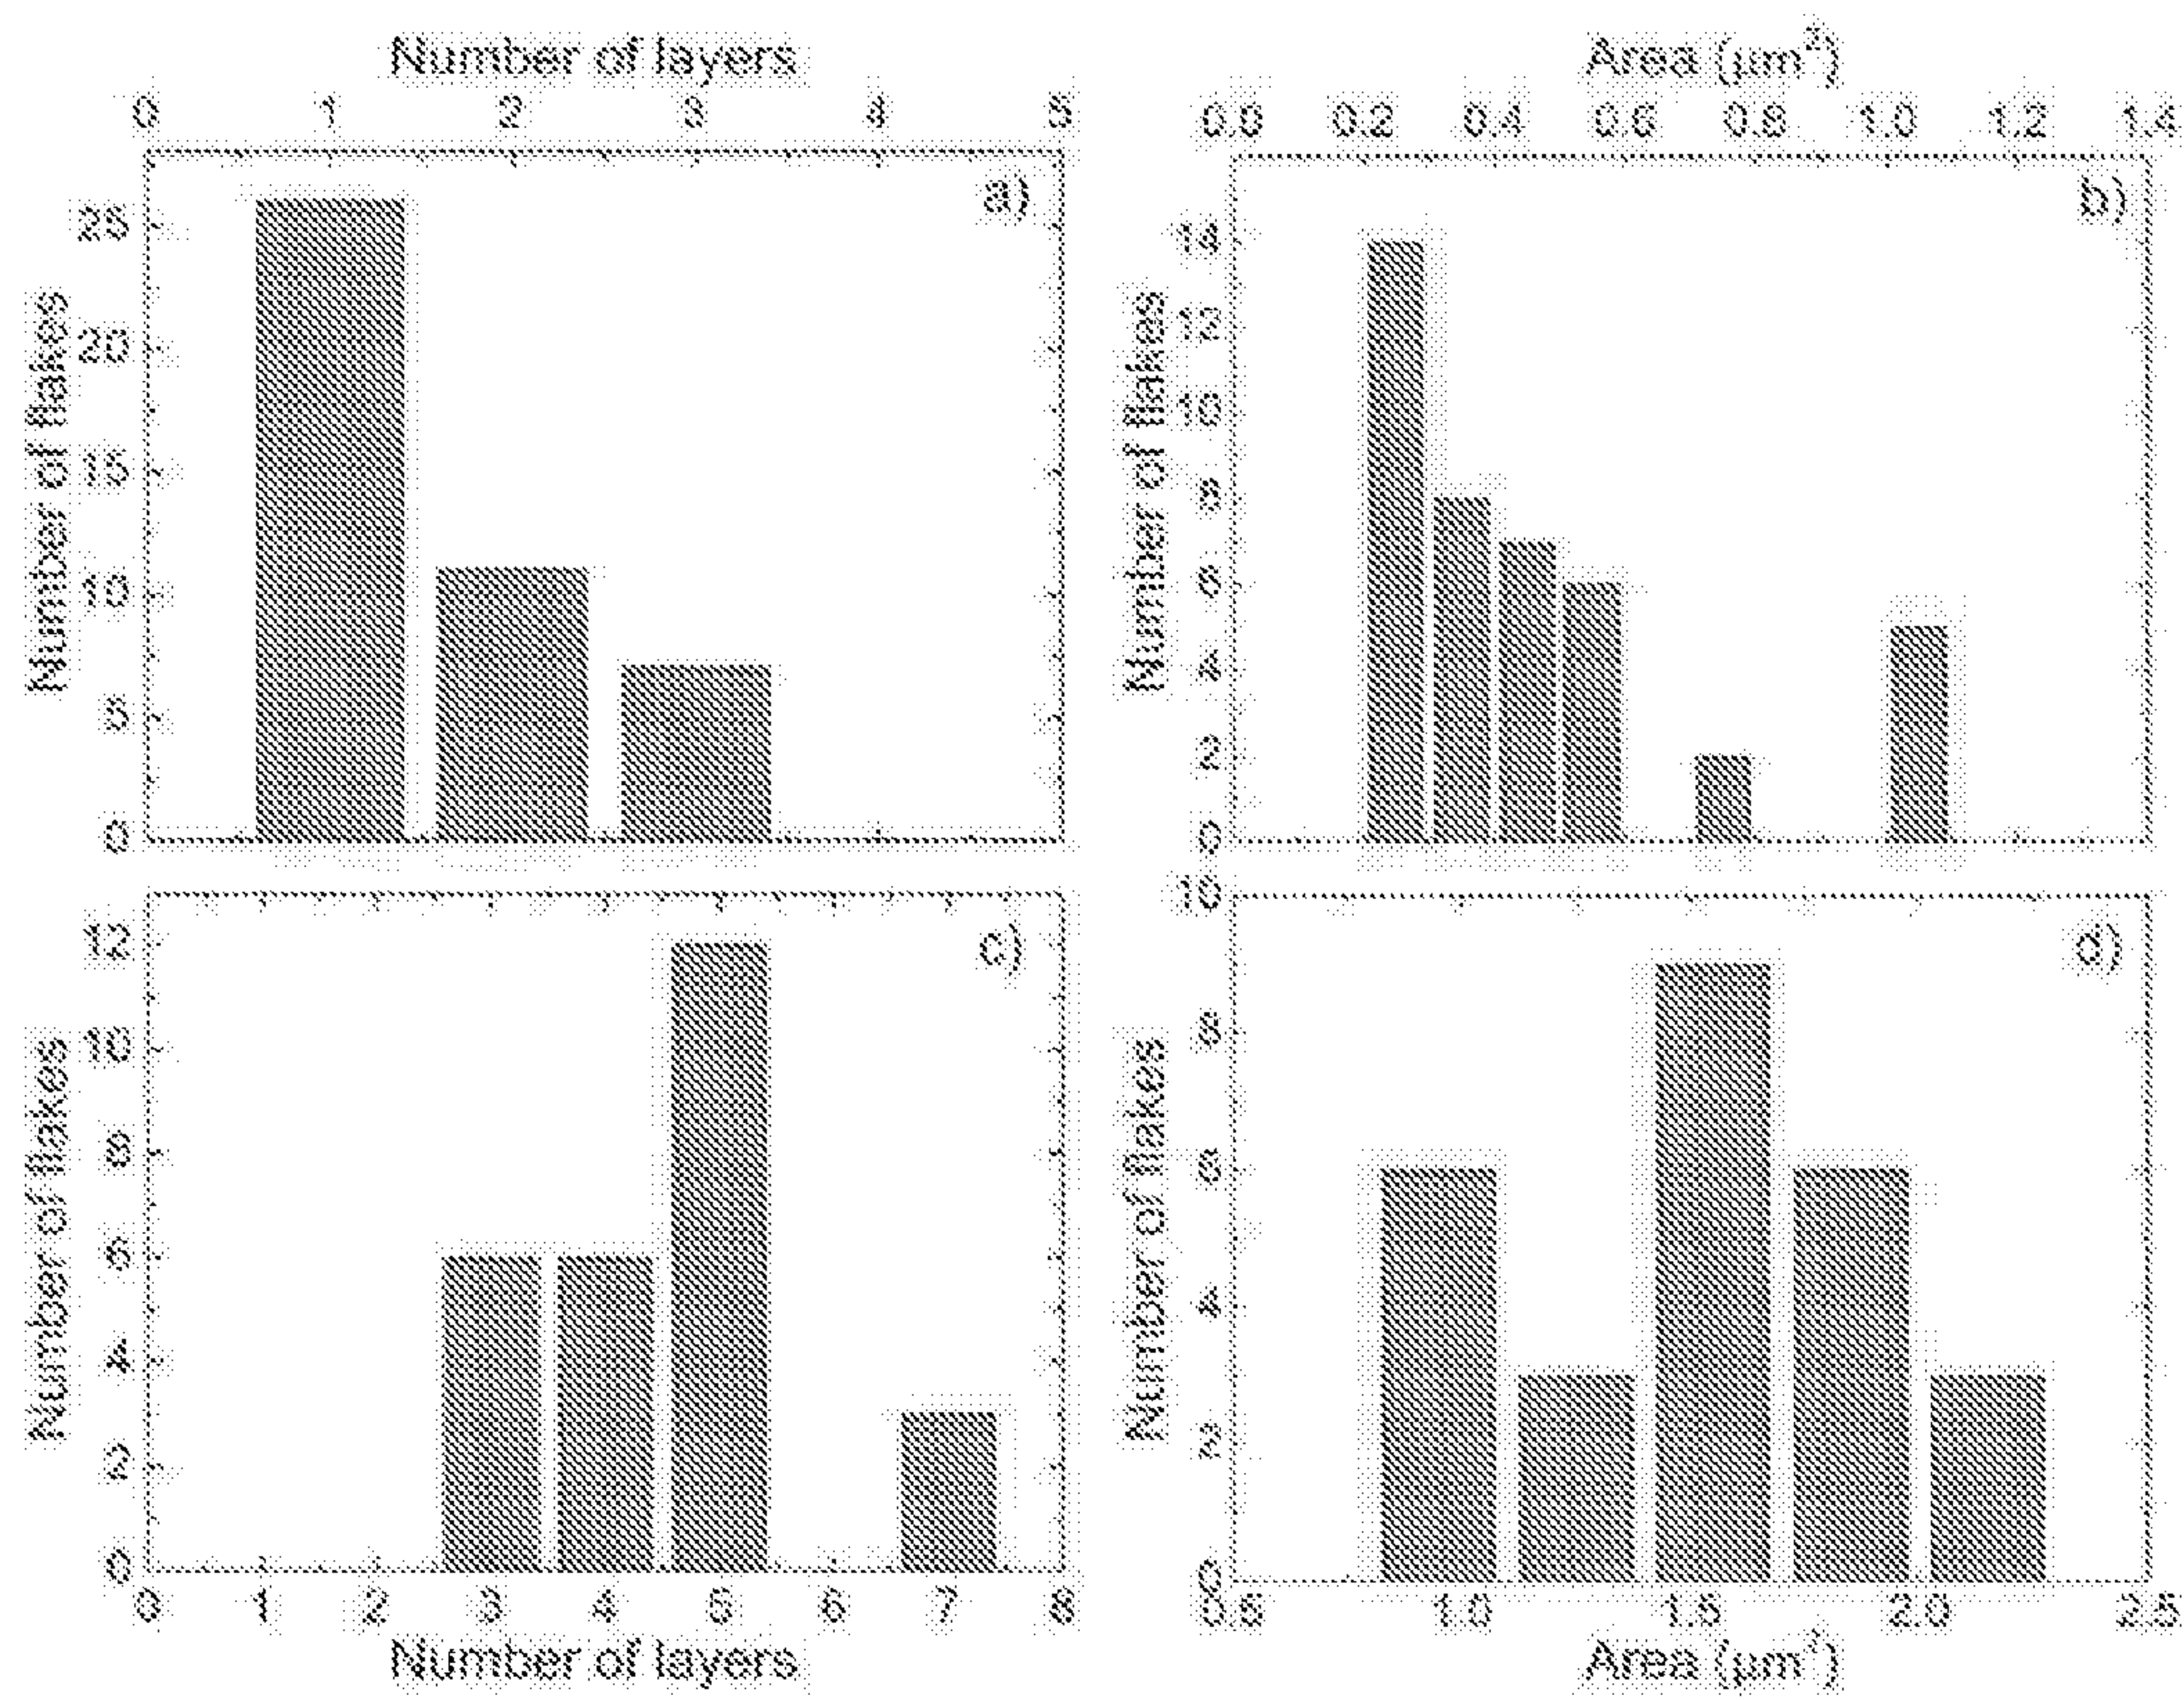 Number of layers
0 1 2 3 4 5
a)
25
20
15
10
5
0
Number of flakes
Area (µm²)
0.0 0.2 0.4 0.6 0.8 1.0 1.2 1.4
b)
14
12
10
8
6
4
2
0
Number of flakes
c)
12
10
8
6
4
2
0
Number of flakes
0 1 2 3 4 5 6 7 8
Number of layers
d)
10
8
6
4
2
0
Number of flakes
0.5 1.0 1.5 2.0 2.5
Area (µm²)